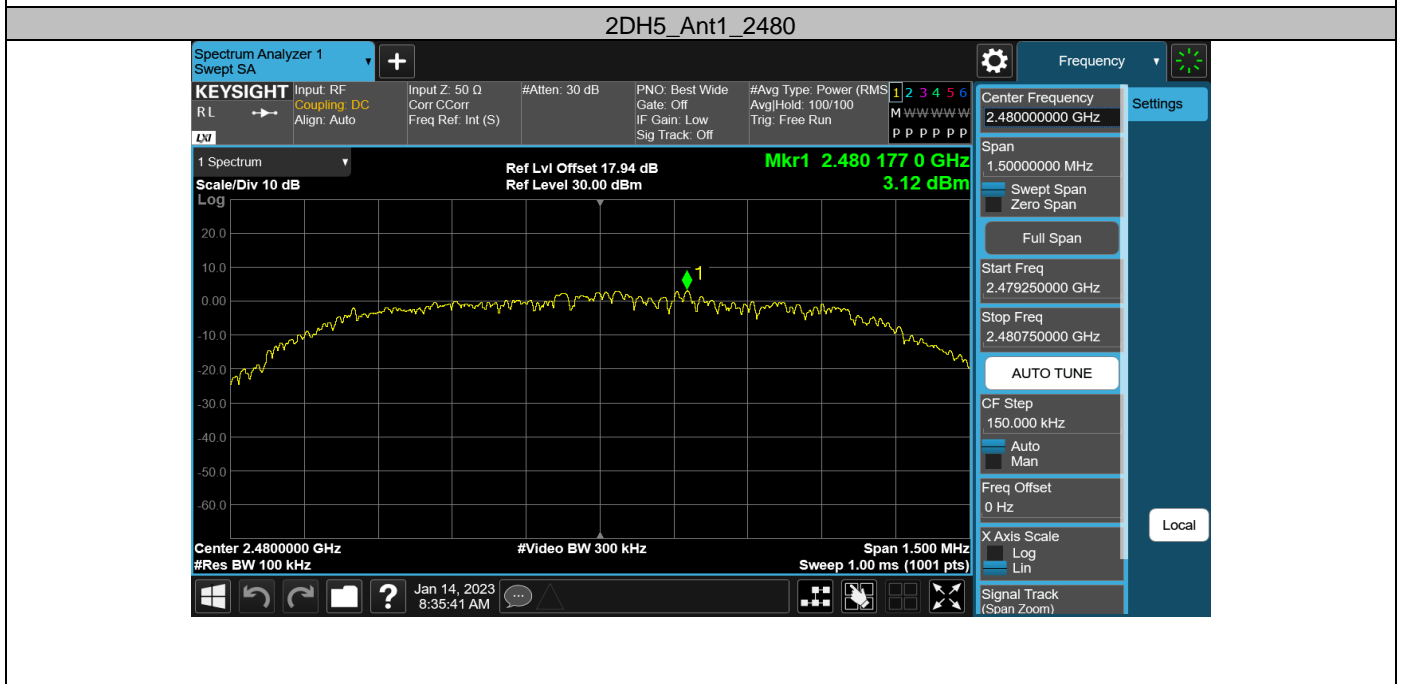 2DH5_Ant1_2480
Spectrum Analyzer 1
Swept SA
Frequency
KEYSIGHT
RL
LXI
Input: RF
Coupling: DC
Align: Auto
Input Z: 50 Ω
Corr CCorr
Freq Ref: Int (S)
#Atten: 30 dB
PNO: Best Wide
Gate: Off
IF Gain: Low
Sig Track: Off
#Avg Type: Power (RMS
Avg|Hold: 100/100
Trig: Free Run
1 2 3 4 5 6
M W W W W W
P P P P P P
1 Spectrum
Scale/Div 10 dB
Log
Ref Lvl Offset 17.94 dB
Ref Level 30.00 dBm
Mkr1 2.480 177 0 GHz
3.12 dBm
20.0
10.0
0.00
-10.0
-20.0
-30.0
-40.0
-50.0
-60.0
1
Center 2.4800000 GHz
#Res BW 100 kHz
#Video BW 300 kHz
Span 1.500 MHz
Sweep 1.00 ms (1001 pts)
Jan 14, 2023
8:35:41 AM
Center Frequency
2.480000000 GHz
Settings
Span
1.50000000 MHz
Swept Span
Zero Span
Full Span
Start Freq
2.479250000 GHz
Stop Freq
2.480750000 GHz
AUTO TUNE
CF Step
150.000 kHz
Auto
Man
Freq Offset
0 Hz
Local
X Axis Scale
Log
Lin
Signal Track
(Span Zoom)